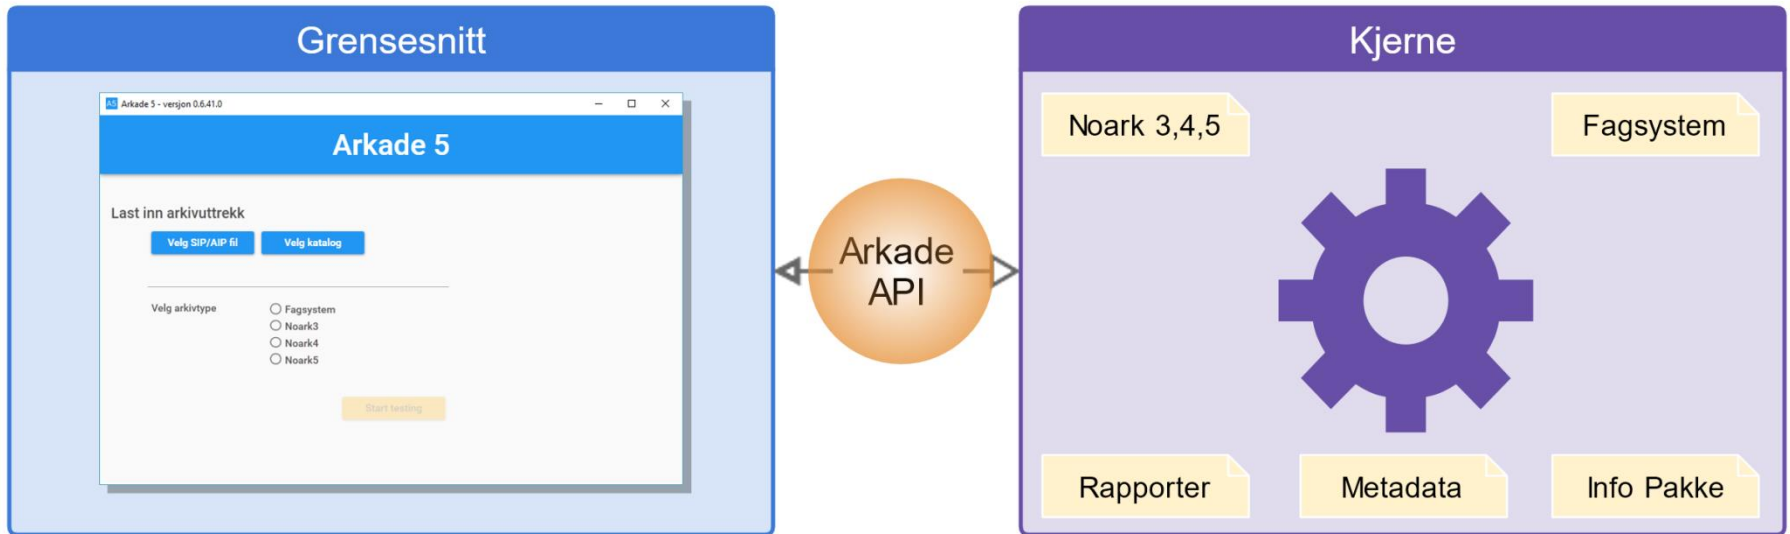 Grensesnitt
A5 Arkade 5 - versjon 0.6.41.0
Arkade 5
Last inn arkivuttrekk
Velg SIP/AIP fil
Velg katalog
Velg arkivtype
Fagsystem
Noark3
Noark4
Noark5
Start testing
Arkade
API
Kjerne
Noark 3,4,5
Fagsystem
Rapporter
Metadata
Info Pakke